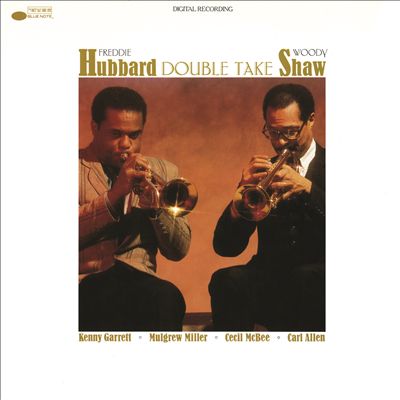 DIGITAL RECORDING
BLUE NOTE
FREDDIE WOODY
Hubbard DOUBLE TAKE Shaw
Kenny Garrett • Mulgrew Miller • Cecil McBee • Carl Allen